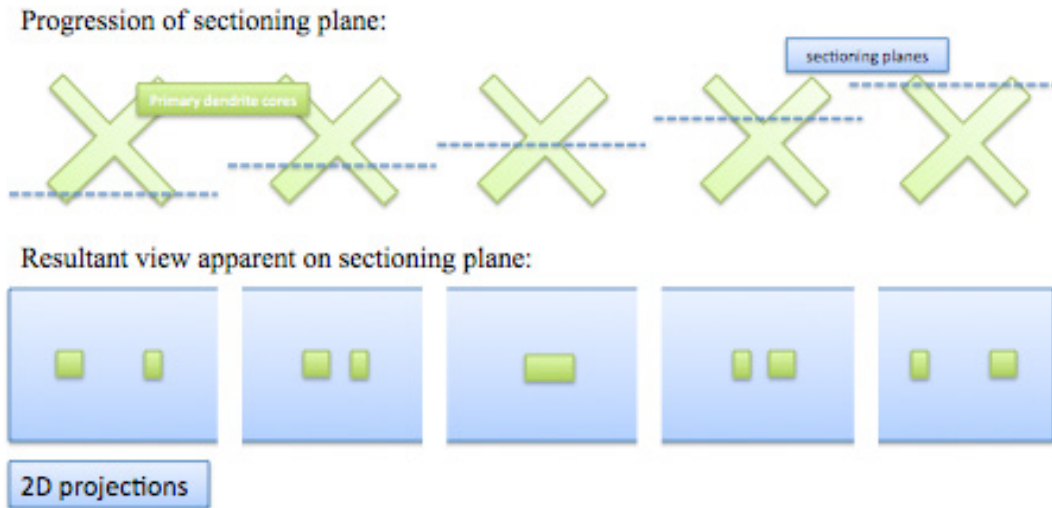 Progression of sectioning plane:
sectioning planes
Primary dendrite cores
Resultant view apparent on sectioning plane:
2D projections